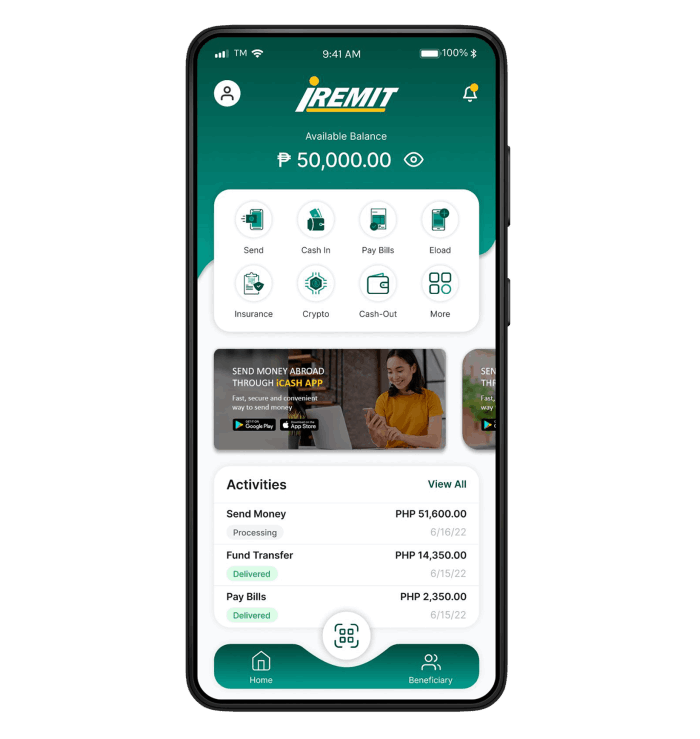 TM
9:41 AM
100%
iREMIT
Available Balance
₱ 50,000.00
Send
Cash In
Pay Bills
Eload
Insurance
Crypto
Cash-Out
More
SEND MONEY ABROAD
THROUGH iCASH APP
Fast, secure and convenient
way to send money
GET IT ON
Google Play
Download on the
App Store
SEN
THR
Fast,
way
Activities
View All
Send Money
PHP 51,600.00
Processing
6/16/22
Fund Transfer
PHP 14,350.00
Delivered
6/15/22
Pay Bills
PHP 2,350.00
Delivered
6/15/22
Home
Beneficiary